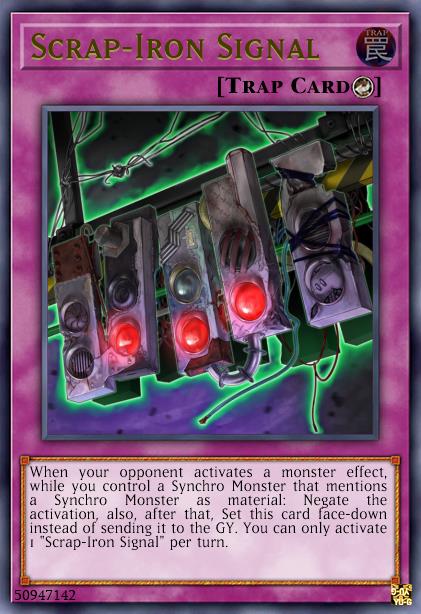 Scrap-Iron Signal
TRAP
罠
[Trap Card]
When your opponent activates a monster effect,
while you control a Synchro Monster that mentions
a Synchro Monster as material: Negate the
activation, also, after that, Set this card face-down
instead of sending it to the GY. You can only activate
1 "Scrap-Iron Signal" per turn.
50947142